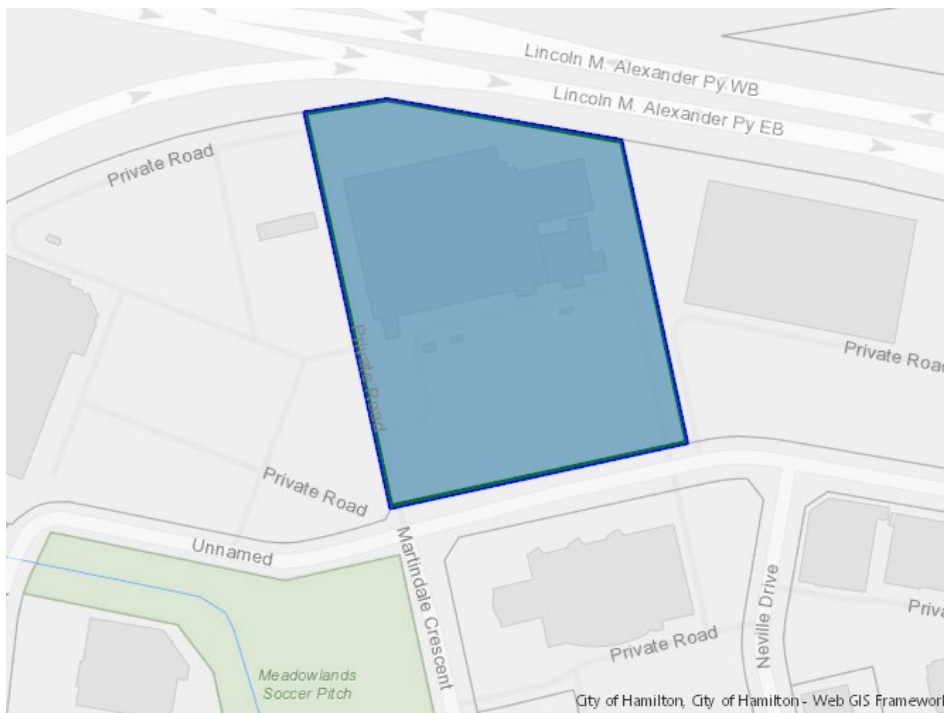 Lincoln M. Alexander Py WB
Lincoln M. Alexander Py EB
Private Road
Private Road
Private Road
Private Road
Unnamed
Martindale Crescent
Neville Drive
Private Road
Priva
Meadowlands
Soccer Pitch
City of Hamilton, City of Hamilton - Web GIS Framework